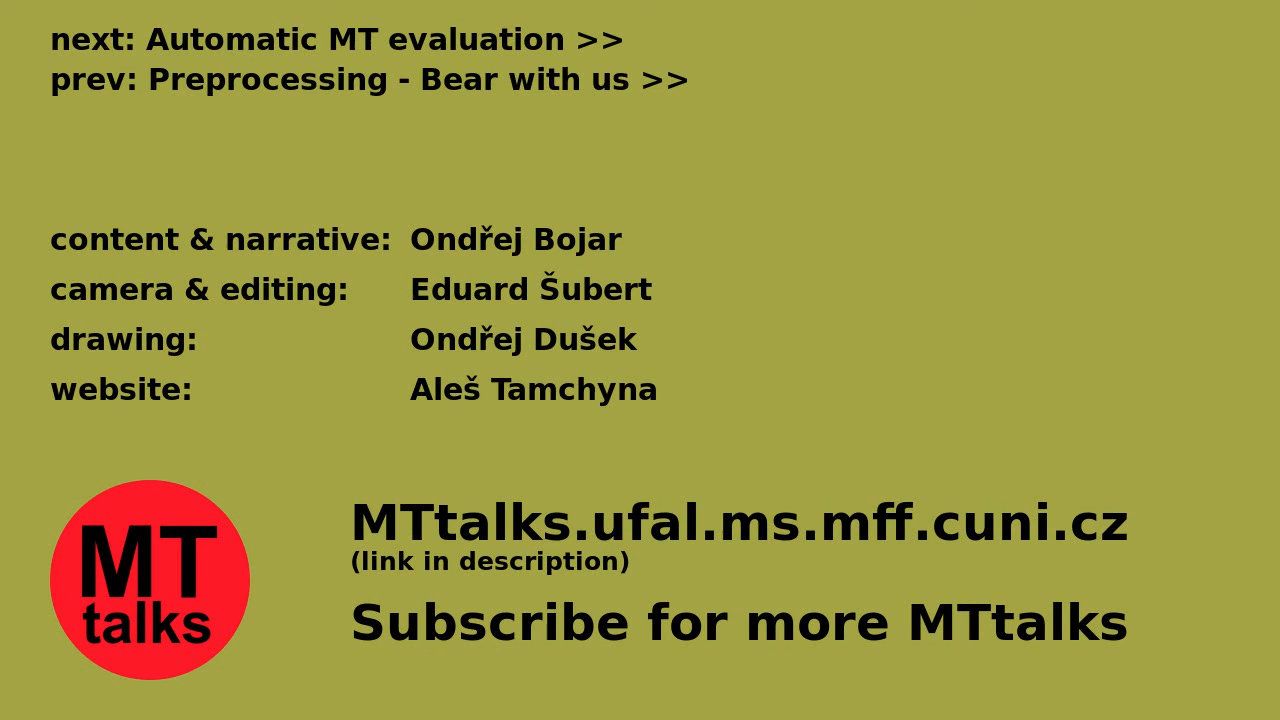 next: Automatic MT evaluation >>
prev: Preprocessing - Bear with us >>
content & narrative: Ondřej Bojar
camera & editing: Eduard Šubert
drawing: Ondřej Dušek
website: Aleš Tamchyna
MT
talks
MTtalks.ufal.ms.mff.cuni.cz
(link in description)
Subscribe for more MTtalks